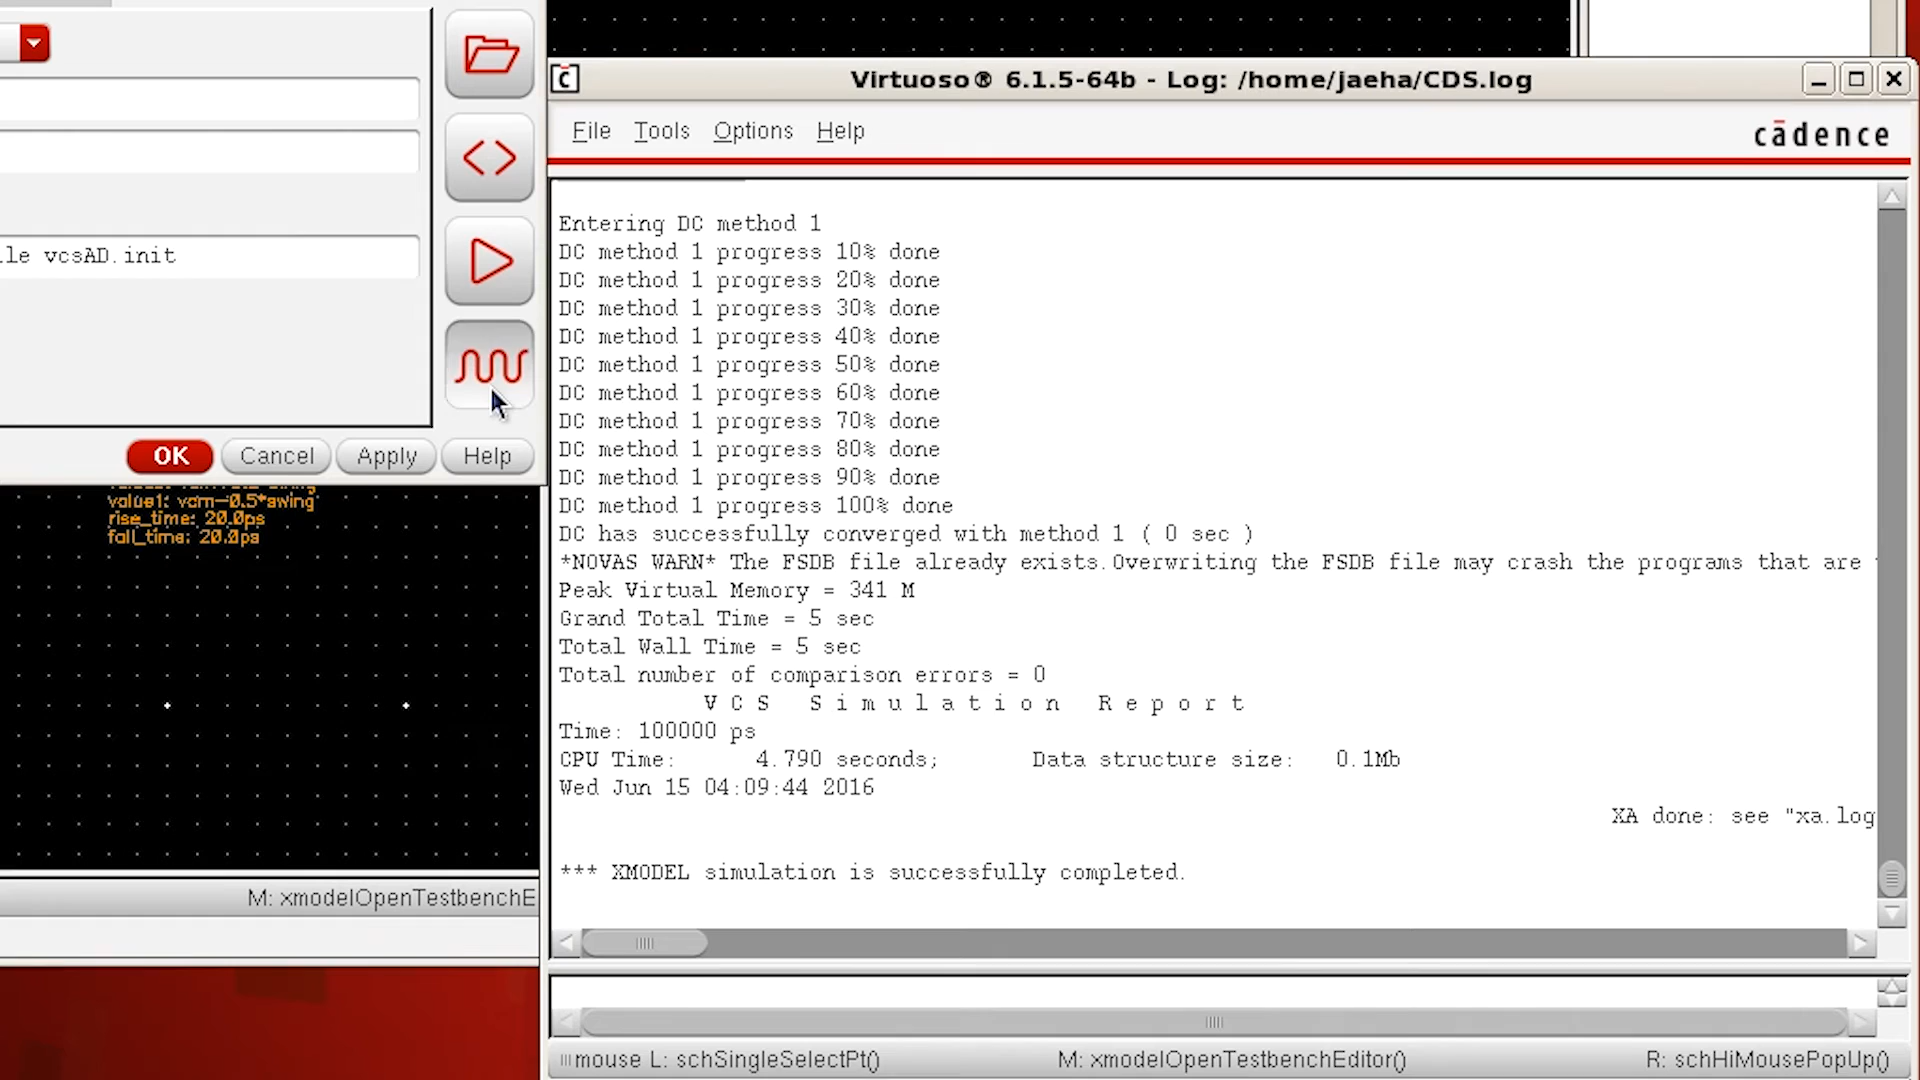 Virtuoso® 6.1.5-64b - Log: /home/jaeha/CDS.log
File Tools Options Help
cādence
vcsAD.init
OK Cancel Apply Help
value1: vcm-0.5*swing
rise_time: 20.0ps
fall_time: 20.0ps
M: xmodelOpenTestbenchE
Entering DC method 1
DC method 1 progress 10% done
DC method 1 progress 20% done
DC method 1 progress 30% done
DC method 1 progress 40% done
DC method 1 progress 50% done
DC method 1 progress 60% done
DC method 1 progress 70% done
DC method 1 progress 80% done
DC method 1 progress 90% done
DC method 1 progress 100% done
DC has successfully converged with method 1 ( 0 sec )
*NOVAS WARN* The FSDB file already exists.Overwriting the FSDB file may crash the programs that are
Peak Virtual Memory = 341 M
Grand Total Time = 5 sec
Total Wall Time = 5 sec
Total number of comparison errors = 0
V C S S i m u l a t i o n R e p o r t
Time: 100000 ps
CPU Time: 4.790 seconds; Data structure size: 0.1Mb
Wed Jun 15 04:09:44 2016
XA done: see "xa.log
*** XMODEL simulation is successfully completed.
mouse L: schSingleSelectPt() M: xmodelOpenTestbenchEditor() R: schHiMousePopUp()